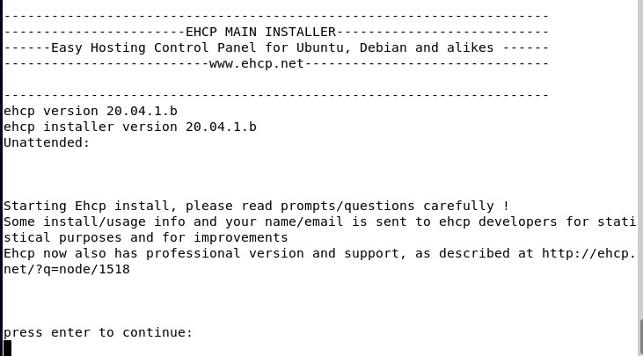 ----------------------------------------------------------------------
-----------------------EHCP MAIN INSTALLER---------------------------
------Easy Hosting Control Panel for Ubuntu, Debian and alikes ------
--------------------------www.ehcp.net-------------------------------
----------------------------------------------------------------------
ehcp version 20.04.1.b
ehcp installer version 20.04.1.b
Unattended:
Starting Ehcp install, please read prompts/questions carefully !
Some install/usage info and your name/email is sent to ehcp developers for stati
stical purposes and for improvements
Ehcp now also has professional version and support, as described at http://ehcp.
net/?q=node/1518
press enter to continue: